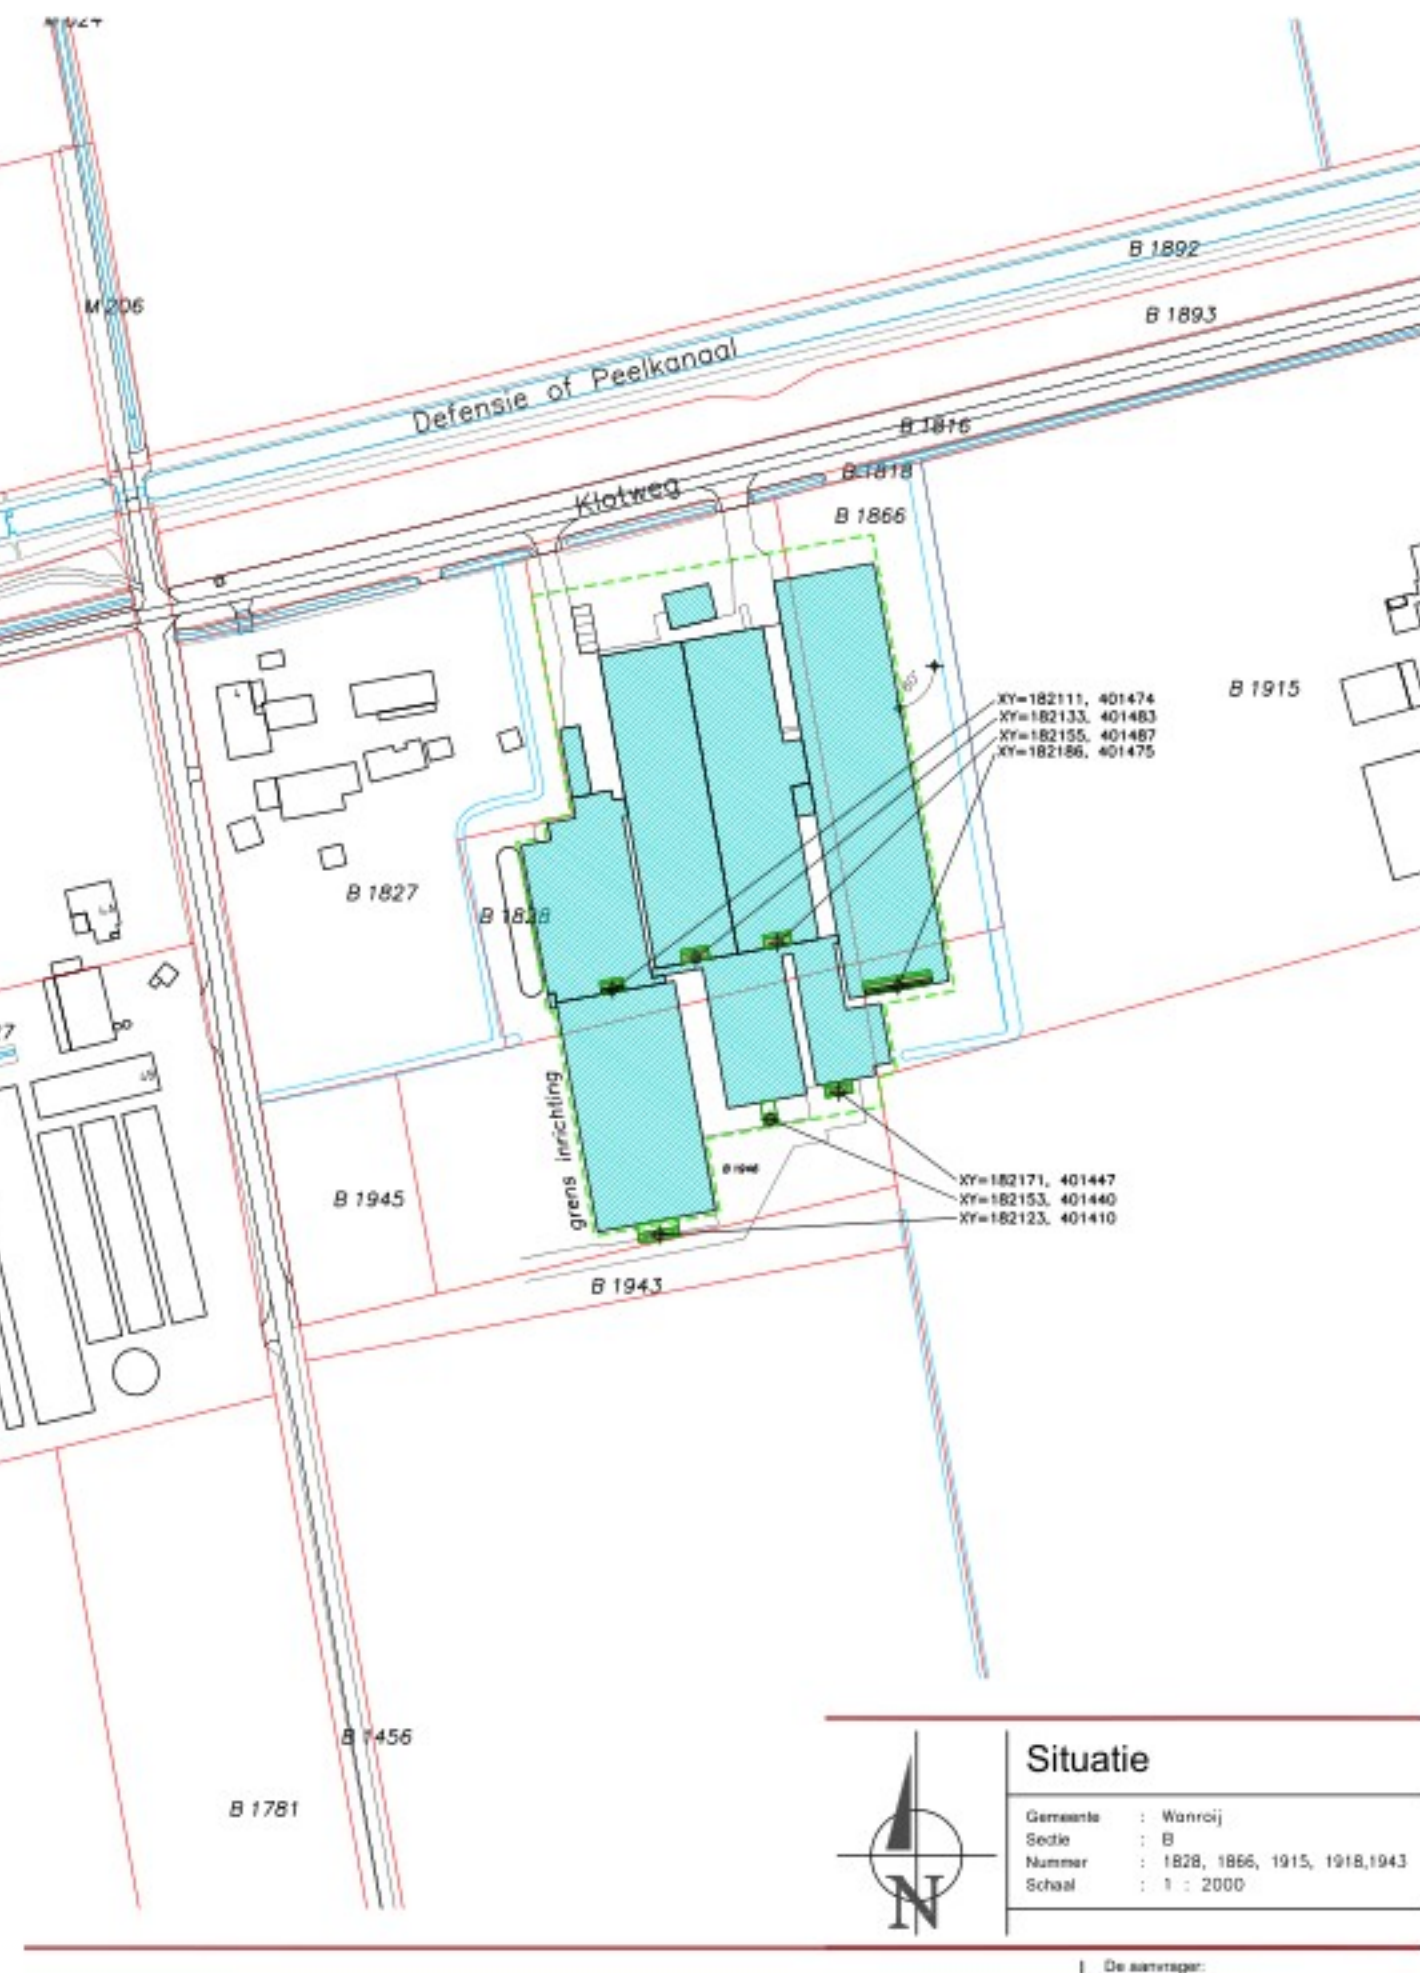 M 206
B 1892
B 1893
Defensie of Peelkanaal
B 1816
B 1818
Klotweg
B 1866
B 1915
XY=182111, 401474
XY=182133, 401483
XY=182155, 401487
XY=182186, 401475
B 1827
B 1828
grens inrichting
B 1946
XY=182171, 401447
XY=182153, 401440
XY=182123, 401410
B 1945
B 1943
B 1456
B 1781
N
Situatie
Gemeente : Wanroij
Sectie : B
Nummer : 1828, 1866, 1915, 1918,1943
Schaal : 1 : 2000
De aanvrager: